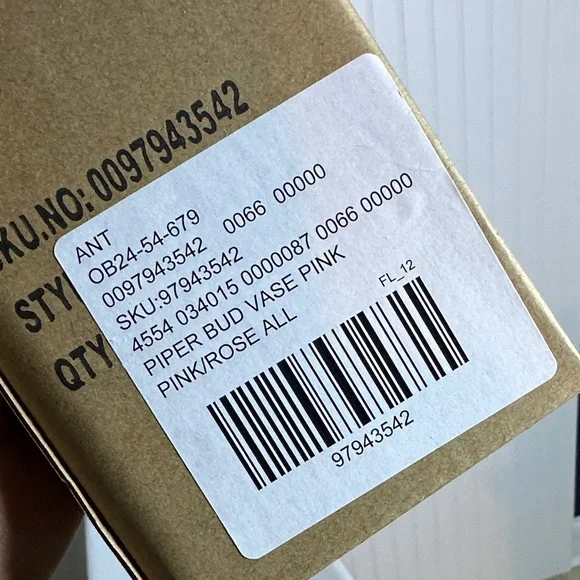 KU.NO: 0097943542
STY
QTY
ANT
OB24-54-679
0097943542 0066 00000
SKU:97943542
4554 034015 0000087 0066 00000
PIPER BUD VASE PINK
PINK/ROSE ALL
FL_12
97943542